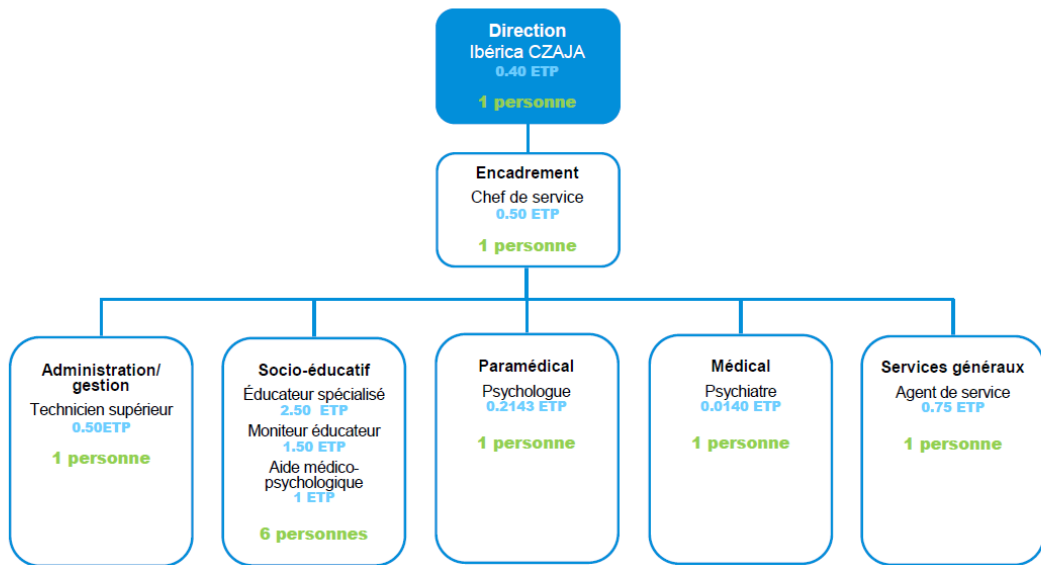 Direction
Ibérica CZAJA
0.40 ETP
1 personne
Encadrement
Chef de service
0.50 ETP
1 personne
Administration/
gestion
Technicien supérieur
0.50ETP
1 personne
Socio-éducatif
Éducateur spécialisé
2.50 ETP
Moniteur éducateur
1.50 ETP
Aide médico-
psychologique
1 ETP
6 personnes
Paramédical
Psychologue
0.2143 ETP
1 personne
Médical
Psychiatre
0.0140 ETP
1 personne
Services généraux
Agent de service
0.75 ETP
1 personne